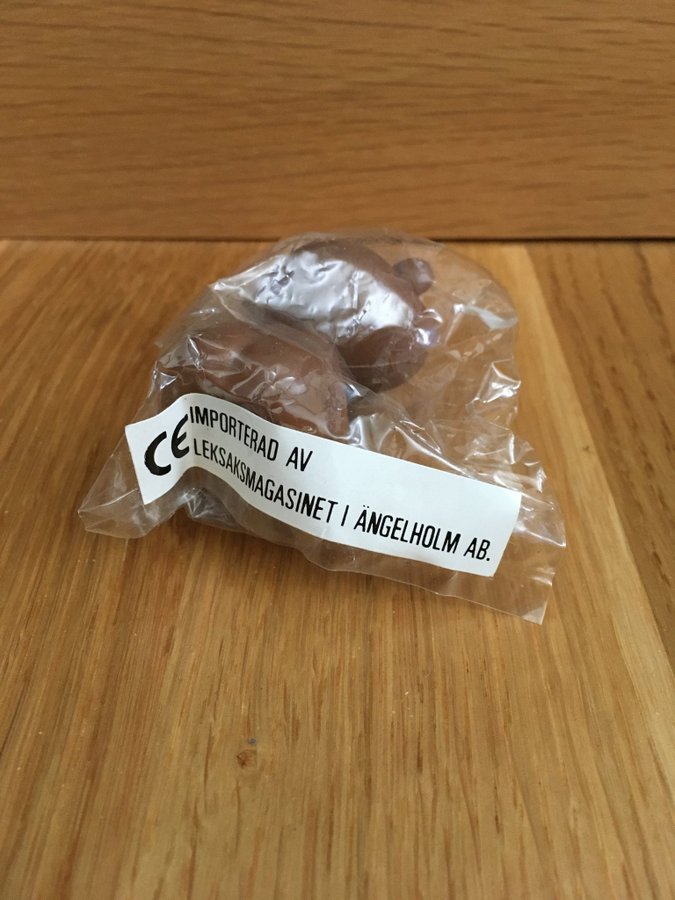 CE IMPORTERAD AV
LEKSAKSMAGASINET I ÄNGELHOLM AB.